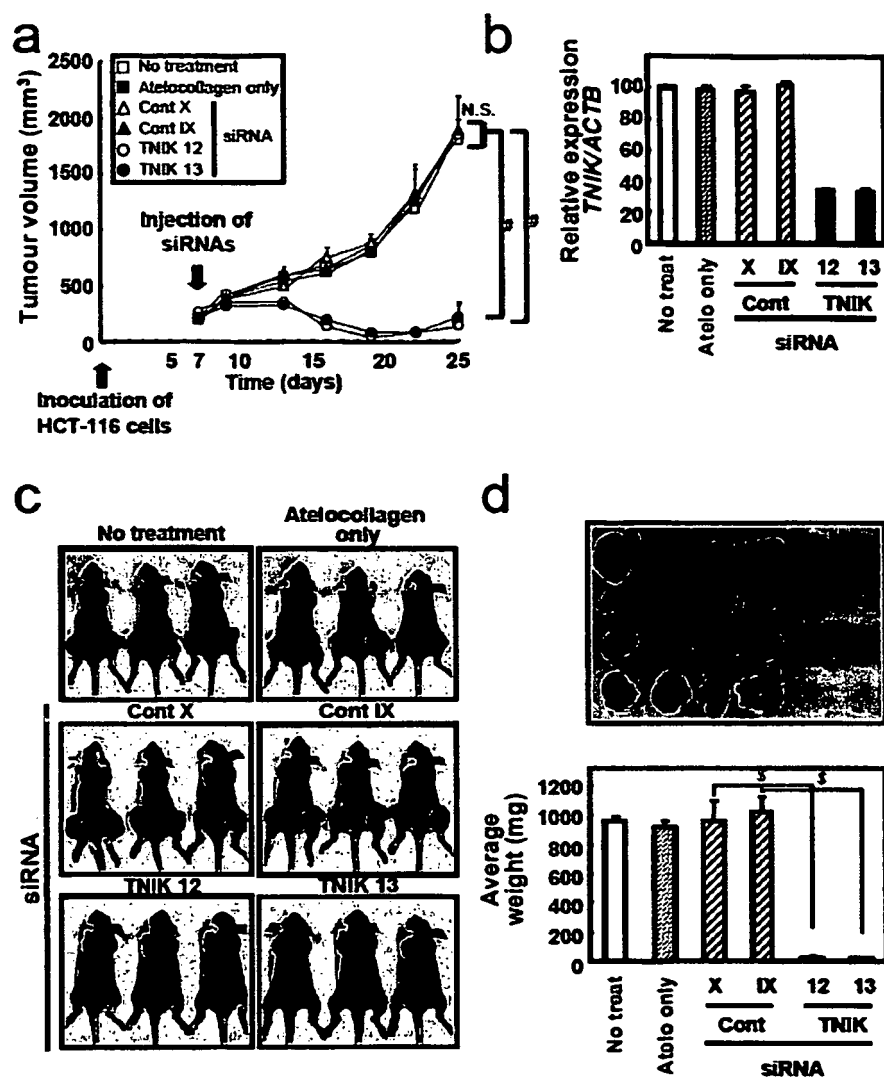 a
2500
2000
1500
1000
500
0
Tumour volume (mm³)
No treatment
Atelocollagen only
Cont X
Cont IX
TNIK 12
TNIK 13
siRNA
N.S.
Injection of
siRNAs
5 7 10 15 20 25
Time (days)
Inoculation of
HCT-116 cells
b
Relative expression
TNIK/ACTB
100
80
60
40
20
0
No treat
Atelo only
X IX 12 13
Cont TNIK
siRNA
c
No treatment
Atelocollagen
only
Cont X Cont IX
TNIK 12 TNIK 13
siRNA
d
Average
weight (mg)
1200
1000
800
600
400
200
0
No treat
Atelo only
X IX 12 13
Cont TNIK
siRNA